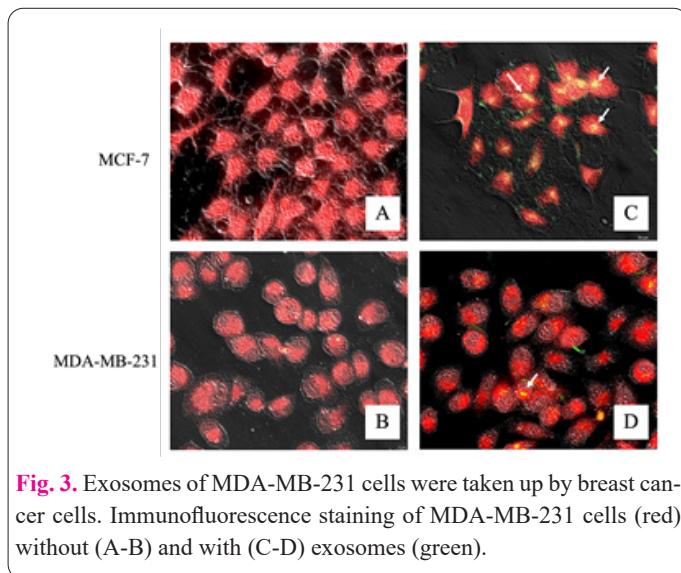 MCF-7
A
C
MDA-MB-231
B
D
Fig. 3. Exosomes of MDA-MB-231 cells were taken up by breast can-
cer cells. Immunofluorescence staining of MDA-MB-231 cells (red)
without (A-B) and with (C-D) exosomes (green).